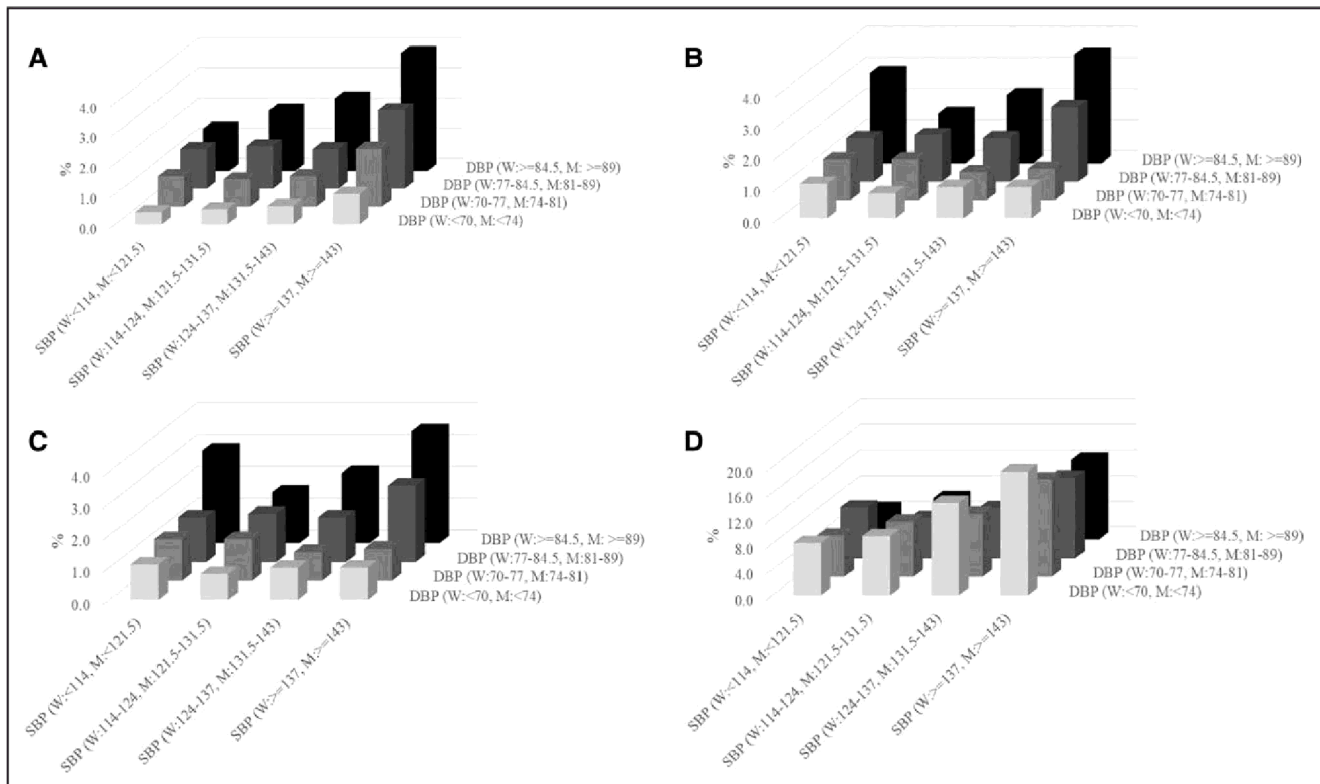 A
4.0
3.0
2.0
1.0
0.0
%
DBP (W:>=84.5, M: >=89)
DBP (W:77-84.5, M:81-89)
DBP (W:70-77, M:74-81)
DBP (W:<70, M:<74)
SBP (W:<114, M:<121.5)
SBP (W:114-124, M:121.5-131.5)
SBP (W:124-137, M:131.5-143)
SBP (W:>=137, M:>=143)
B
4.0
3.0
2.0
1.0
0.0
%
DBP (W:>=84.5, M: >=89)
DBP (W:77-84.5, M:81-89)
DBP (W:70-77, M:74-81)
DBP (W:<70, M:<74)
SBP (W:<114, M:<121.5)
SBP (W:114-124, M:121.5-131.5)
SBP (W:124-137, M:131.5-143)
SBP (W:>=137, M:>=143)
C
4.0
3.0
2.0
1.0
0.0
%
DBP (W:>=84.5, M: >=89)
DBP (W:77-84.5, M:81-89)
DBP (W:70-77, M:74-81)
DBP (W:<70, M:<74)
SBP (W:<114, M:<121.5)
SBP (W:114-124, M:121.5-131.5)
SBP (W:124-137, M:131.5-143)
SBP (W:>=137, M:>=143)
D
20.0
16.0
12.0
8.0
4.0
0.0
%
DBP (W:>=84.5, M: >=89)
DBP (W:77-84.5, M:81-89)
DBP (W:70-77, M:74-81)
DBP (W:<70, M:<74)
SBP (W:<114, M:<121.5)
SBP (W:114-124, M:121.5-131.5)
SBP (W:124-137, M:131.5-143)
SBP (W:>=137, M:>=143)